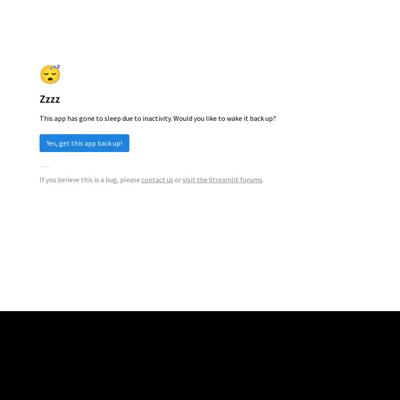 Zzzz
This app has gone to sleep due to inactivity. Would you like to wake it back up?
Yes, get this app back up!
If you believe this is a bug, please contact us or visit the Streamlit forums.